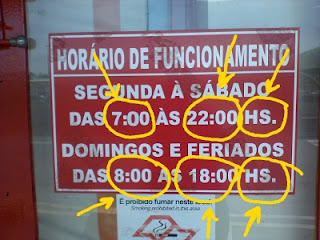 HORÁRIO DE FUNCIONAMENTO
SEGUNDA À SÁBADO
DAS 7:00 ÀS 22:00 HS.
DOMINGOS E FERIADOS
DAS 8:00 ÀS 18:00 HS.
É proibido fumar neste local
Smoking prohibited in this area